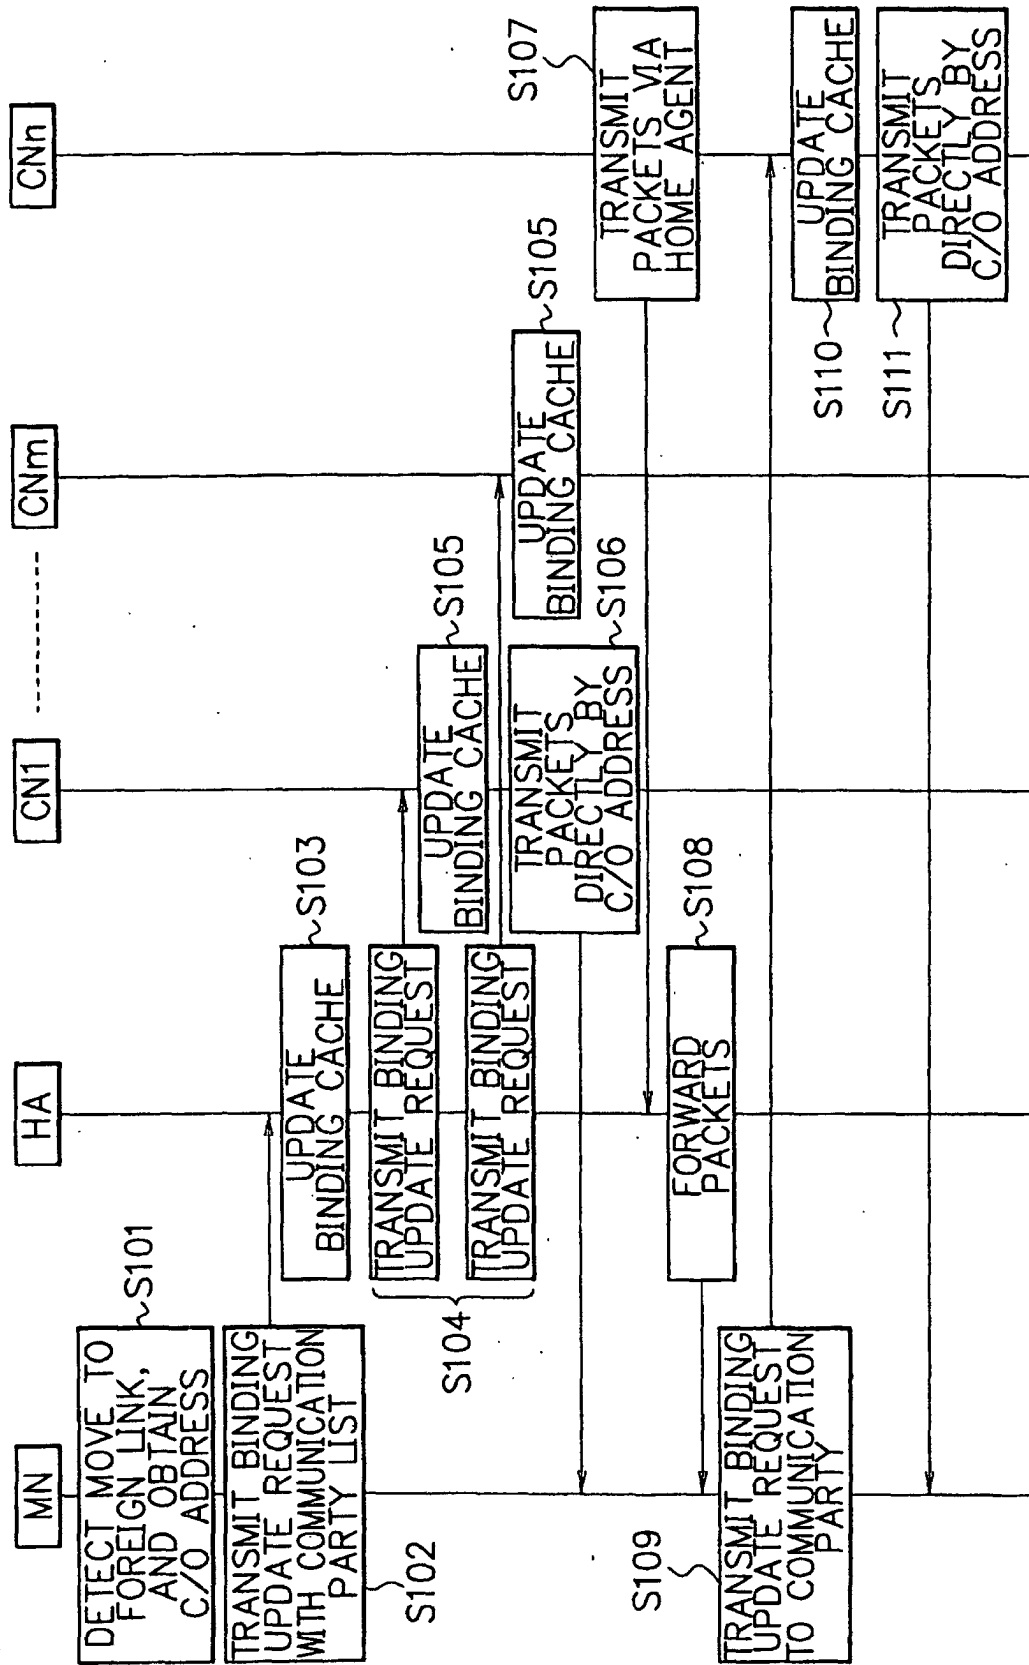 MN
HA
CN1
CNm
CNn
DETECT MOVE TO
FOREIGN LINK,
AND OBTAIN
C/O ADDRESS
S101
TRANSMIT BINDING
UPDATE REQUEST
WITH COMMUNICATION
PARTY LIST
S102
UPDATE
BINDING CACHE
S103
TRANSMIT BINDING
UPDATE REQUEST
TRANSMIT BINDING
UPDATE REQUEST
S104
UPDATE
BINDING CACHE
S105
UPDATE
BINDING CACHE
S105
TRANSMIT
PACKETS
DIRECTLY BY
C/O ADDRESS
S106
TRANSMIT
PACKETS VIA
HOME AGENT
S107
FORWARD
PACKETS
S108
TRANSMIT BINDING
UPDATE REQUEST
TO COMMUNICATION
PARTY
S109
UPDATE
BINDING CACHE
S110
TRANSMIT
PACKETS
DIRECTLY BY
C/O ADDRESS
S111